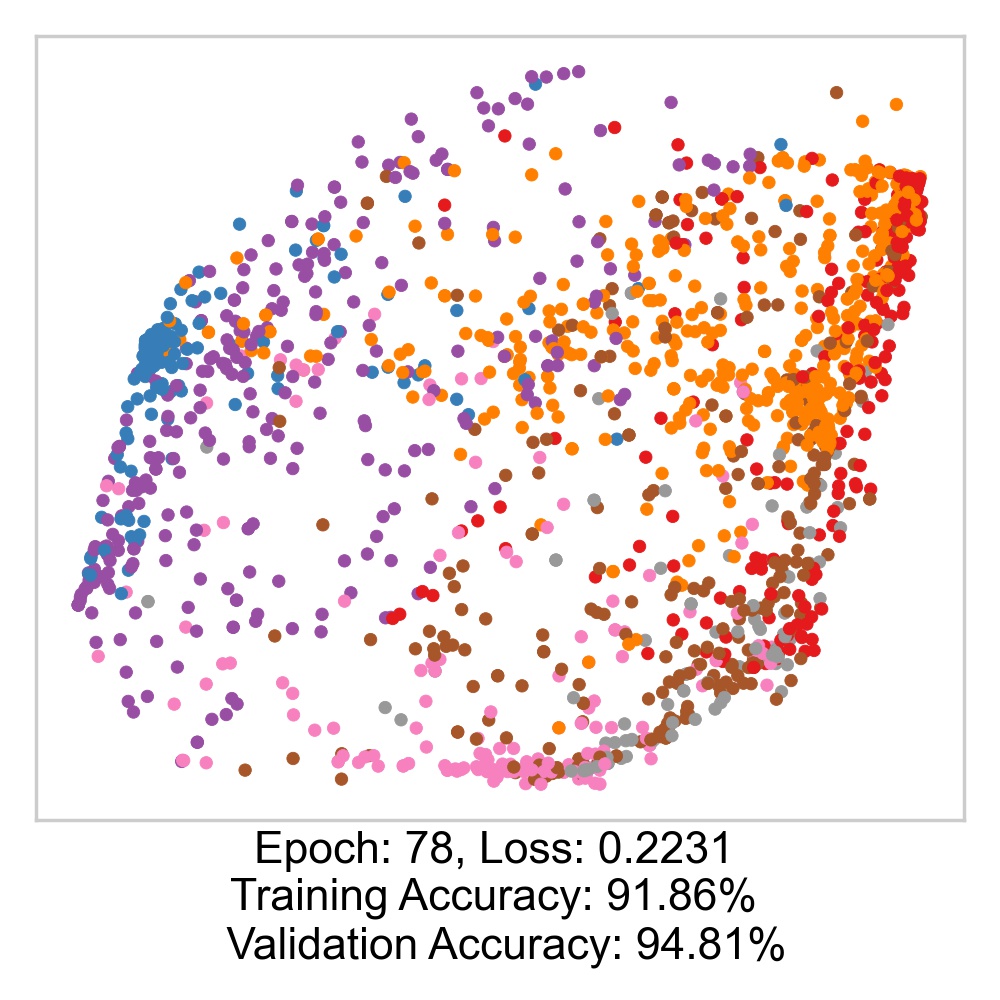 Epoch: 78, Loss: 0.2231
Training Accuracy: 91.86%
Validation Accuracy: 94.81%